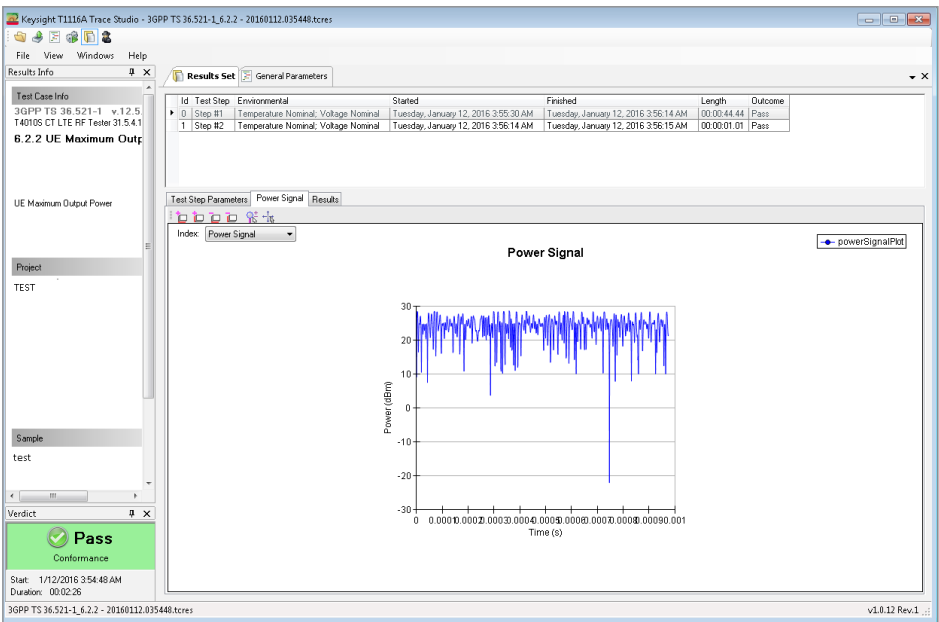 Keysight T1116A Trace Studio - 3GPP TS 36.521-1_6.2.2 - 20160112.035448.tcres
File View Windows Help
Results Info
Test Case Info
3GPP TS 36.521-1 v.12.5.
T4010S CT LTE RF Tester 31.5.4.1
6.2.2 UE Maximum Outp
UE Maximum Output Power
Project
TEST
Sample
test
Verdict
Pass
Conformance
Start: 1/12/2016 3:54:48 AM
Duration: 00:02:26
Results Set General Parameters
Id Test Step Environmental Started Finished Length Outcome
0 Step #1 Temperature Nominal; Voltage Nominal Tuesday, January 12, 2016 3:55:30 AM Tuesday, January 12, 2016 3:56:14 AM 00:00:44.44 Pass
1 Step #2 Temperature Nominal; Voltage Nominal Tuesday, January 12, 2016 3:56:14 AM Tuesday, January 12, 2016 3:56:15 AM 00:00:01.01 Pass
Test Step Parameters Power Signal Results
Index: Power Signal
Power Signal
powerSignalPlot
Power (dBm)
30
20
10
0
-10
-20
-30
0 0.0001 0.0002 0.0003 0.0004 0.0005 0.0006 0.0007 0.0008 0.0009 0.001
Time (s)
3GPP TS 36.521-1_6.2.2 - 20160112.035448.tcres
v1.0.12 Rev.1